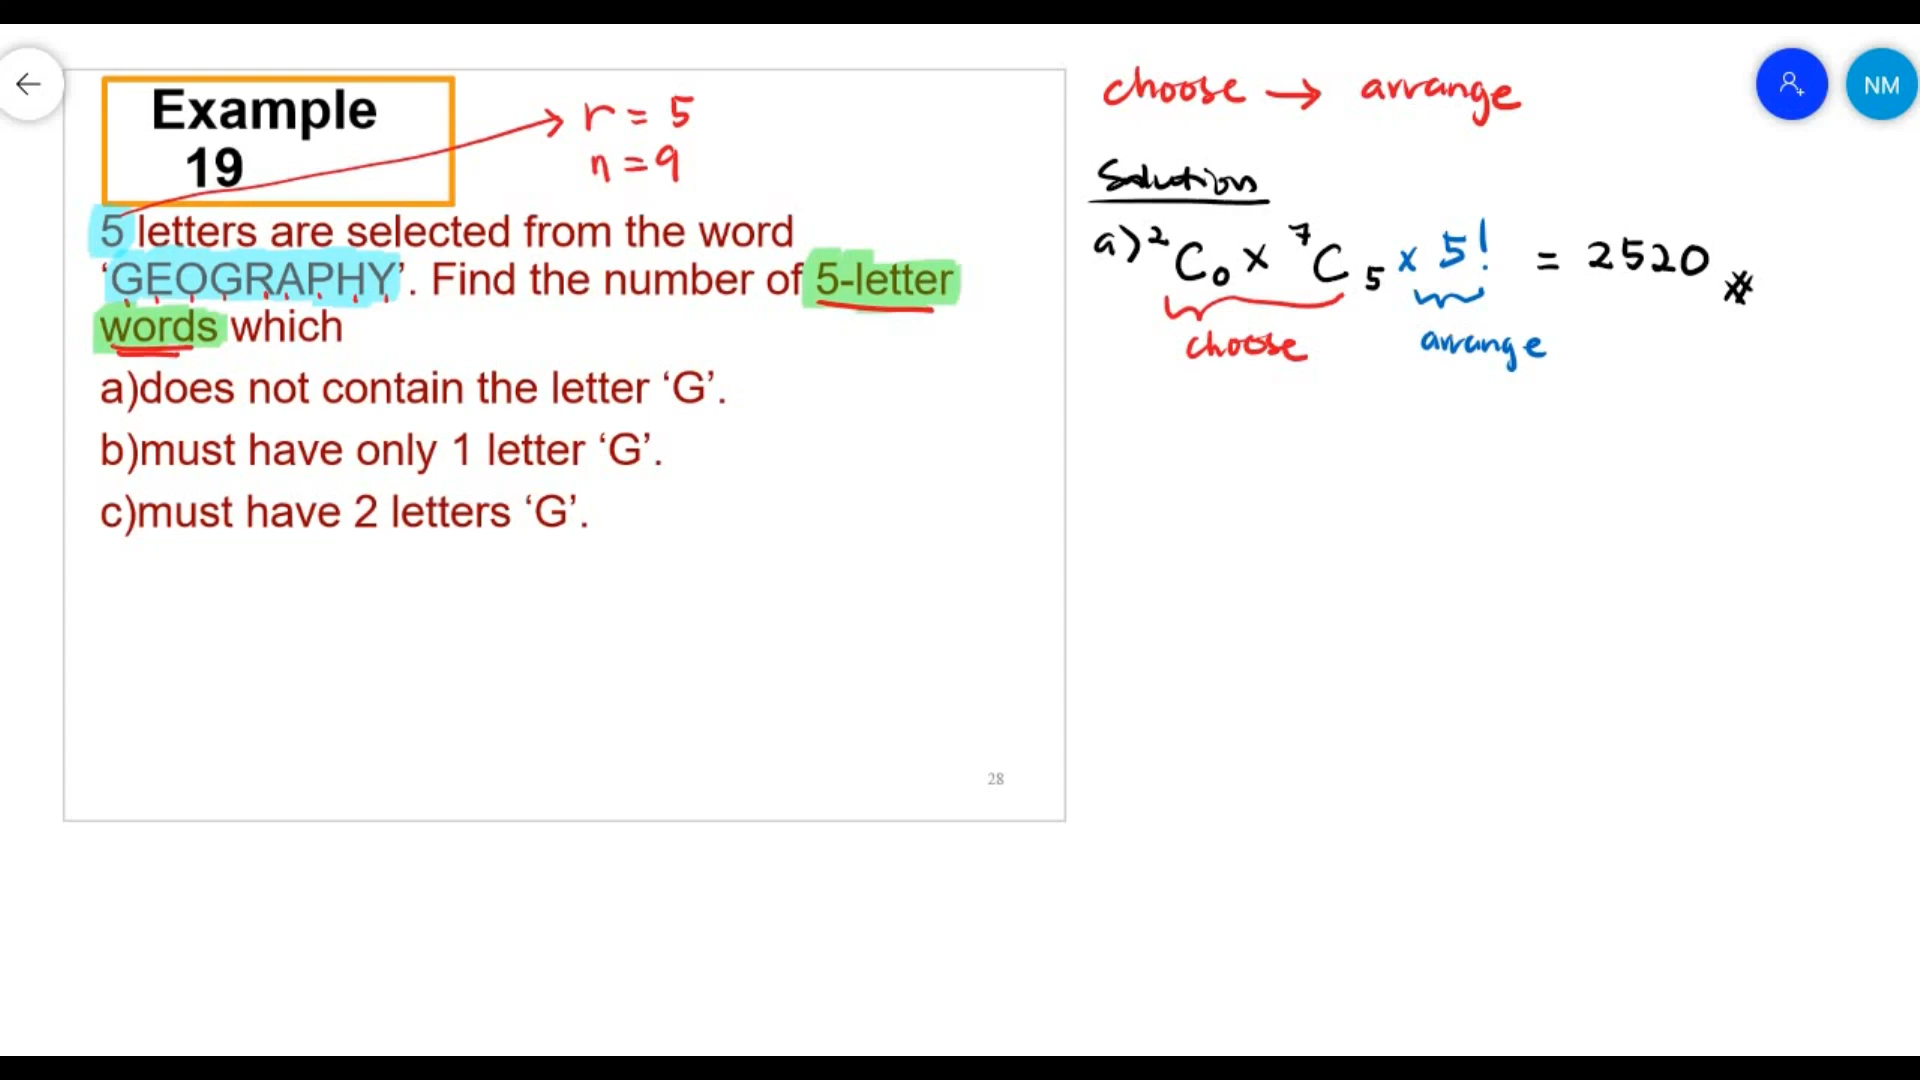 Example
19
r = 5
n = 9
5 letters are selected from the word
‘GEOGRAPHY’. Find the number of 5-letter
words which
a)does not contain the letter ‘G’.
b)must have only 1 letter ‘G’.
c)must have 2 letters ‘G’.
28
choose → arrange
NM
Solution
a) ²C₀ × ⁷C₅ × 5! = 2520 #
choose arrange